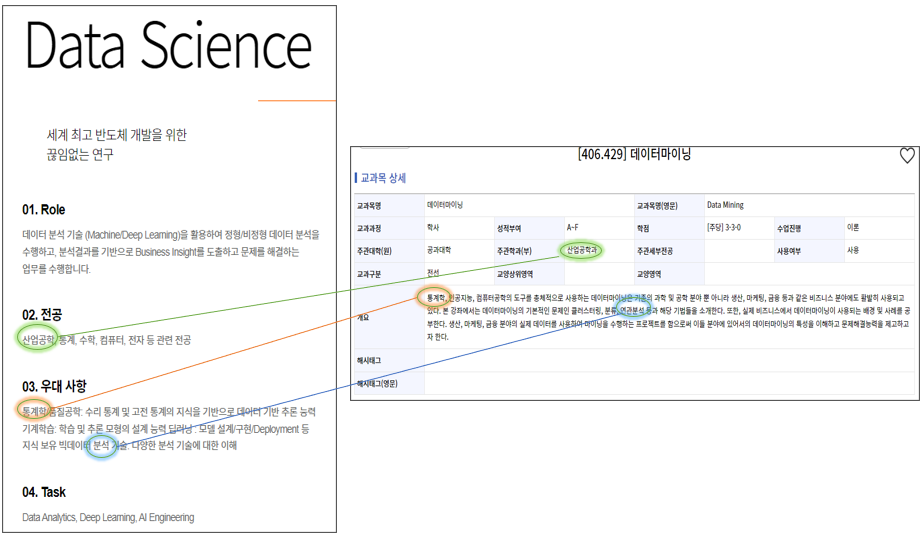 Data Science
세계 최고 반도체 개발을 위한
끊임없는 연구
01. Role
데이터 분석 기술 (Machine/Deep Learning)을 활용하여 정형/비정형 데이터 분석을
수행하고, 분석결과를 기반으로 Business Insight를 도출하고 문제를 해결하는
업무를 수행합니다.
02. 전공
산업공학, 통계, 수학, 컴퓨터, 전자 등 관련 전공
03. 우대 사항
통계학/품질공학: 수리 통계 및 고전 통계의 지식을 기반으로 데이터 기반 추론 능력
기계학습: 학습 및 추론 모형의 설계 능력 딥러닝 : 모델 설계/구현/Deployment 등
지식 보유 빅데이터 분석 기술: 다양한 분석 기술에 대한 이해
04. Task
Data Analytics, Deep Learning, AI Engineering
[406.429] 데이터마이닝
교과목 상세
교과목명 데이터마이닝 교과목명(영문) Data Mining
교과과정 학사 성적부여 A~F 학점 [주당] 3-3-0 수업진행 이론
주관대학(원) 공과대학 주관학과(부) 산업공학과 주관세부전공 사용여부 사용
교과구분 전선 교양상위영역 교양영역
개요
통계학, 인공지능, 컴퓨터공학의 도구를 총체적으로 사용하는 데이터마이닝은 기존의 과학 및 공학 분야 뿐 아니라 생산, 마케팅, 금융 등과 같은 비즈니스 분야에도 활발히 사용되고
있다. 본 강좌에서는 데이터마이닝의 기본적인 문제인 클러스터링, 분류, 연관분석 등과 해당 기법들을 소개한다. 또한, 실제 비즈니스에서 데이터마이닝이 사용되는 배경 및 사례를 공
부한다. 생산, 마케팅, 금융 분야의 실제 데이터를 사용하여 마이닝을 수행하는 프로젝트를 함으로써 이들 분야에 있어서의 데이터마이닝의 특성을 이해하고 문제해결능력을 제고하고
자 한다.
해시태그
해시태그(영문)